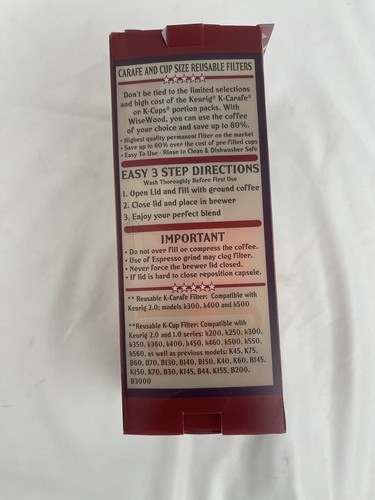 CARAFE AND CUP SIZE REUSABLE FILTERS
Don't be tied to the limited selections
and high cost of the Keurig® K-Carafe®
or K-Cups® portion packs. With
WiseWood, you can use the coffee
of your choice and save up to 80%.
• Highest quality permanent filter on the market
• Save up to 80% over the cost of pre-filled cups
• Easy To Use - Rinse to Clean & Dishwasher Safe
EASY 3 STEP DIRECTIONS
Wash Thoroughly Before First Use
1. Open Lid and fill with ground coffee
2. Close lid and place in brewer
3. Enjoy your perfect blend
IMPORTANT
• Do not over fill or compress the coffee.
• Use of Espresso grind may clog filter.
• Never force the brewer lid closed.
• If lid is hard to close reposition capsule.
** Reusable K-Carafe Filter: Compatible with
Keurig 2.0; models k300, k400 and k500
**Reusable K-Cup Filter: Compatible with
Keurig 2.0 and 1.0 series: k200, k250, k300,
k350, k360, k400, k450, k460, k500, k550,
k560, as well as previous models: K45, K75,
B60, B70, B130, B140, B150, K40, K60, B145,
K150, K70, B30, K145, B44, K155, B200,
B3000